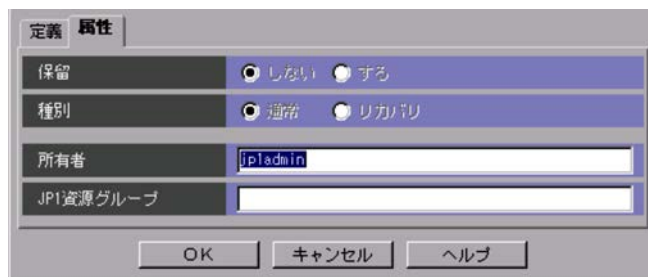 定義 属性
保留 しない する
種別 通常 リカバリ
所有者 jp1admin
JP1資源グループ
OK キャンセル ヘルプ